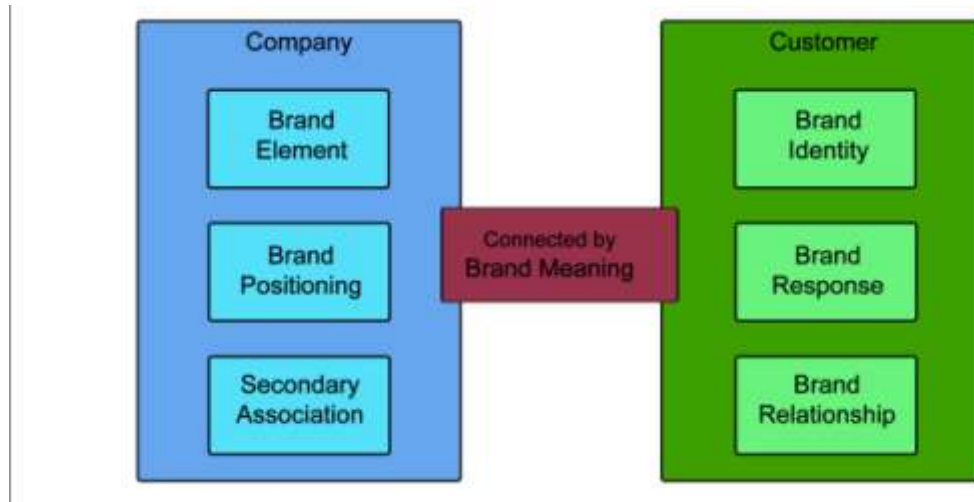 Company
Brand
Element
Brand
Positioning
Secondary
Association
Connected by
Brand Meaning
Customer
Brand
Identity
Brand
Response
Brand
Relationship